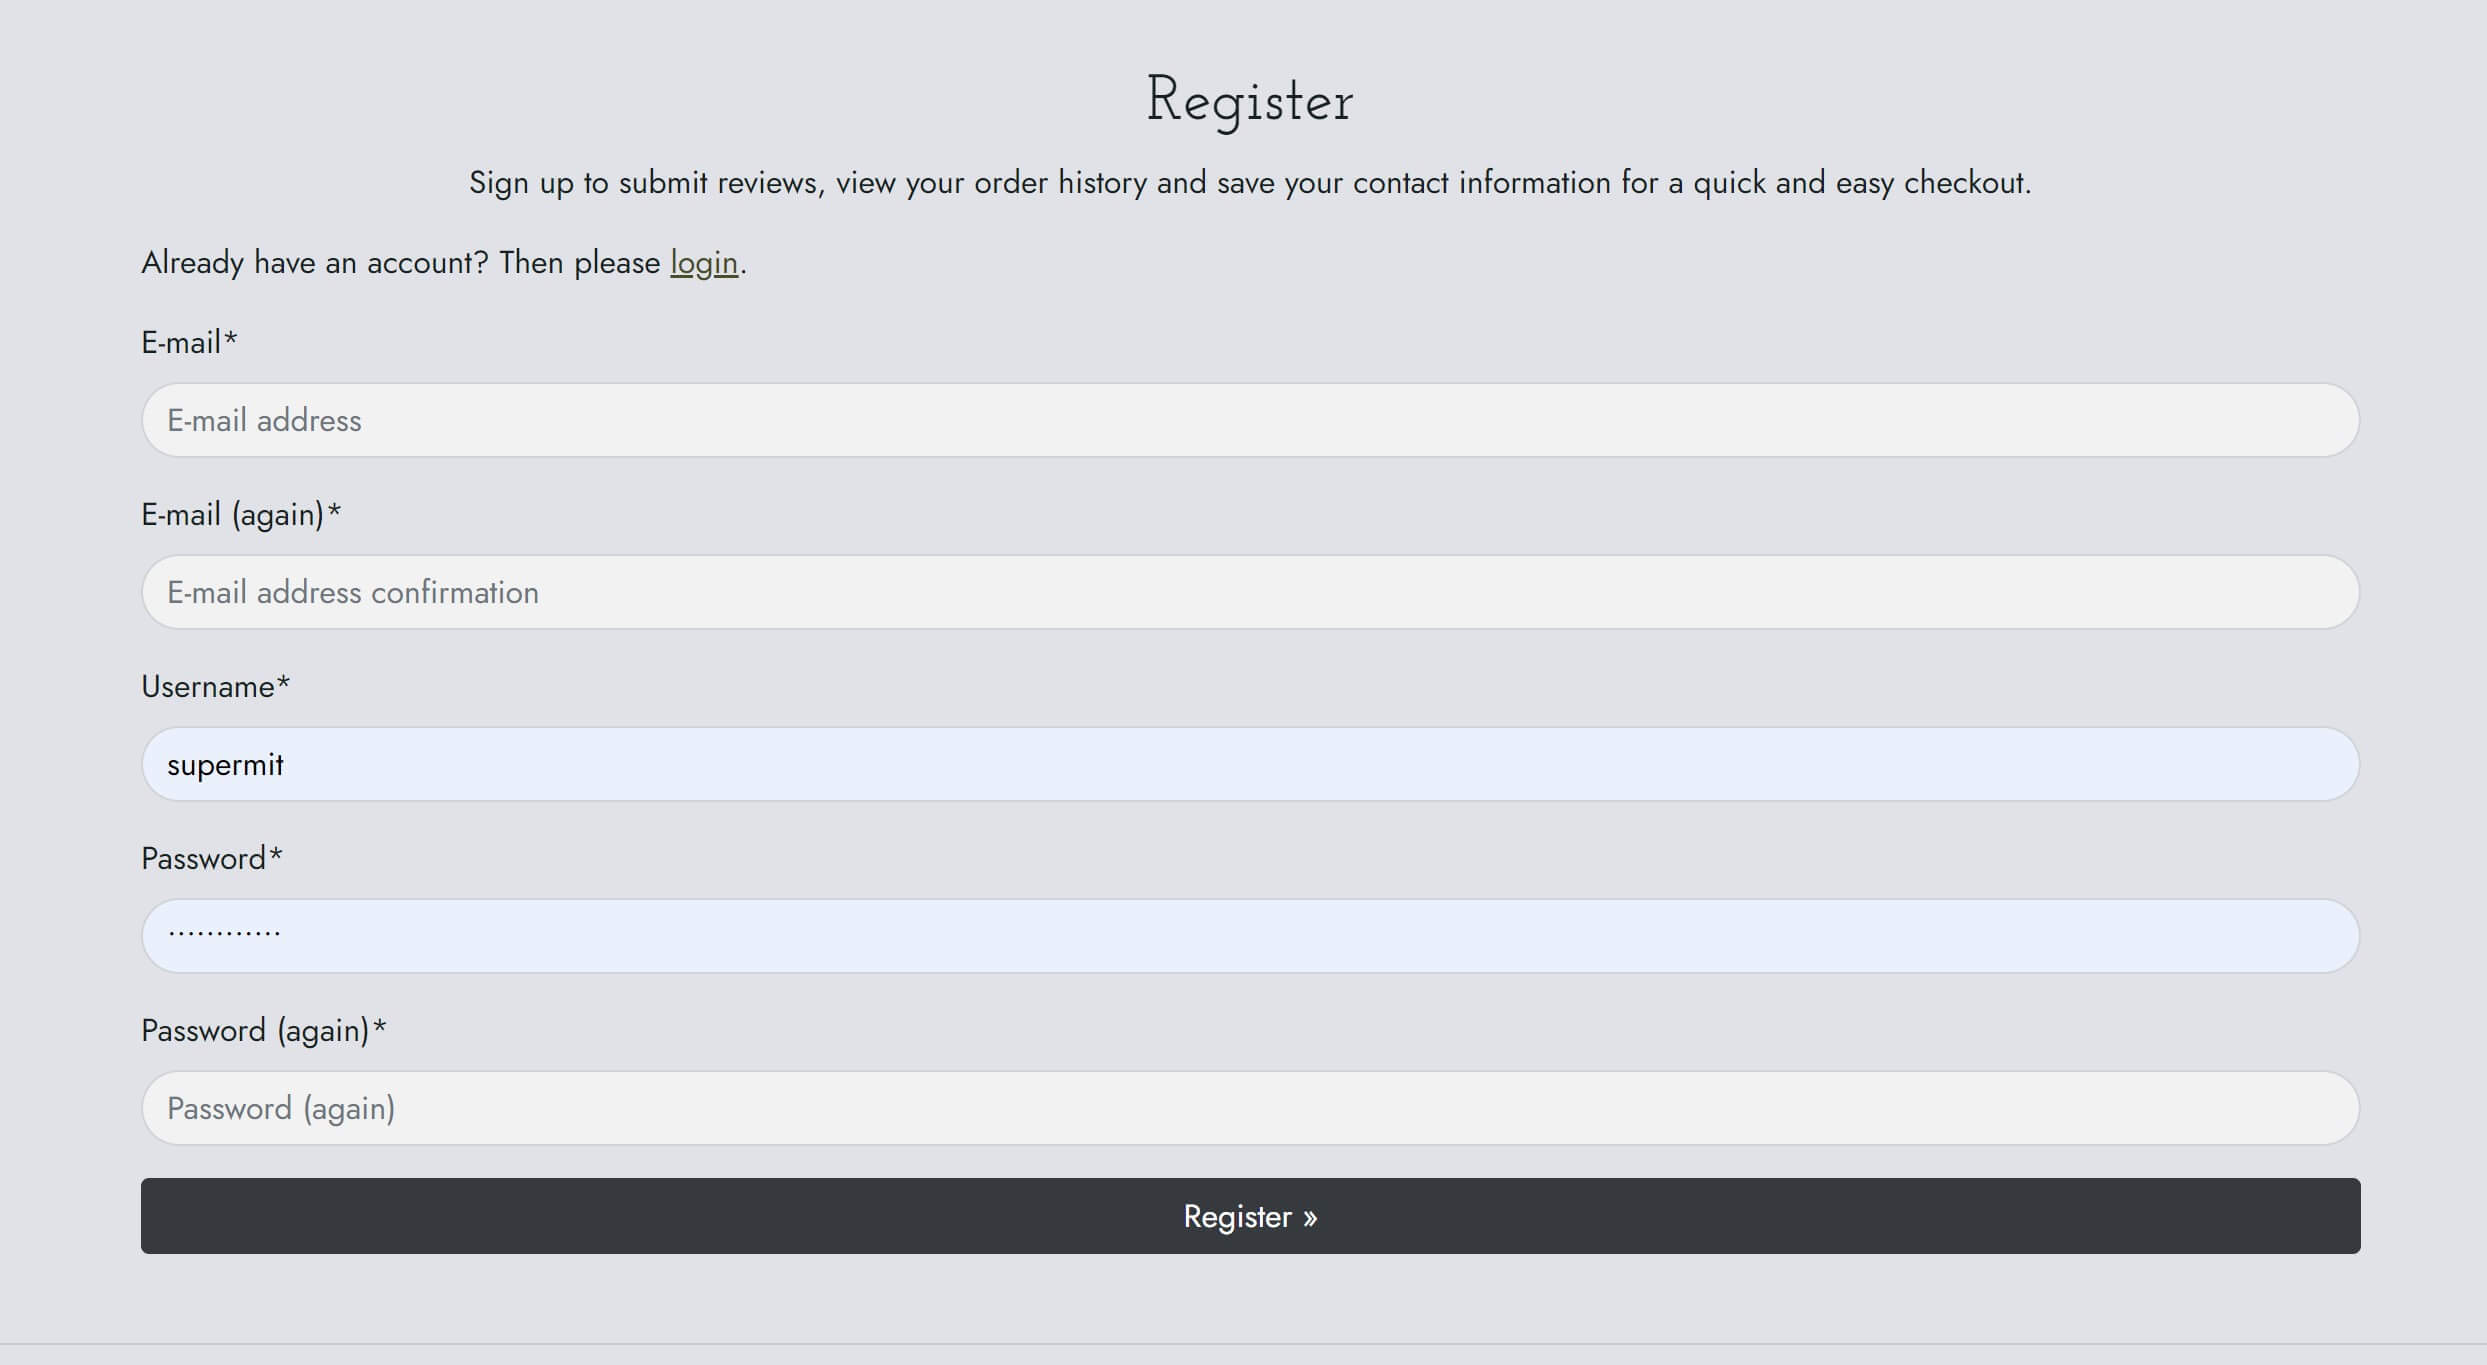 Register
Sign up to submit reviews, view your order history and save your contact information for a quick and easy checkout.
Already have an account? Then please login.
E-mail*
E-mail address
E-mail (again)*
E-mail address confirmation
Username*
supermit
Password*
............
Password (again)*
Password (again)
Register »